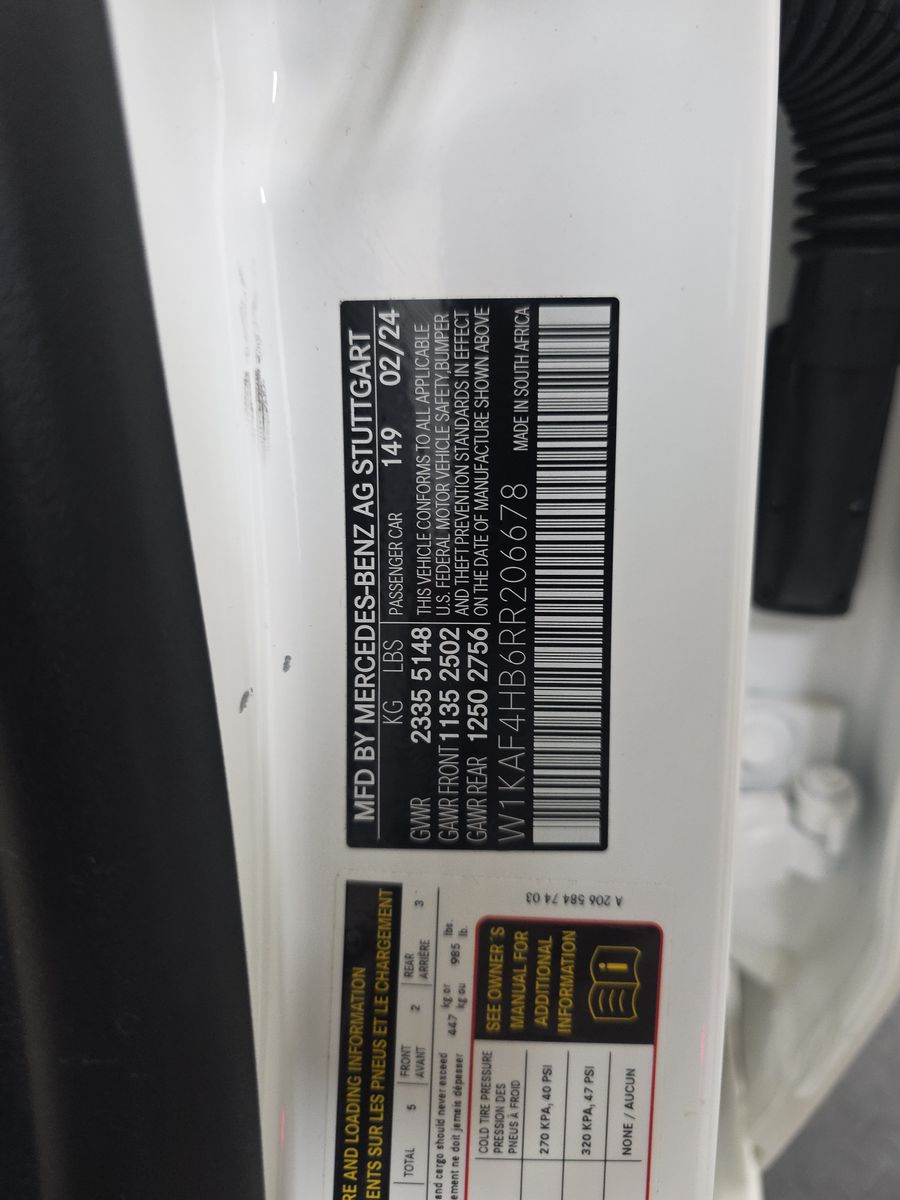 MFD BY MERCEDES-BENZ AG STUTTGART
KG LBS PASSENGER CAR 149 02/24
GVWR 2335 5148
GAWR FRONT 1135 2502
GAWR REAR 1250 2756
THIS VEHICLE CONFORMS TO ALL APPLICABLE
U.S. FEDERAL MOTOR VEHICLE SAFETY,BUMPER
AND THEFT PREVENTION STANDARDS IN EFFECT
ON THE DATE OF MANUFACTURE SHOWN ABOVE
W1KAF4HB6RR206678 MADE IN SOUTH AFRICA
RE AND LOADING INFORMATION
ENTS SUR LES PNEUS ET LE CHARGEMENT
TOTAL 5 FRONT AVANT 2 REAR ARRIÈRE 3
and cargo should never exceed 447 kg or 985 lbs.
ement ne doit jamais dépasser 447 kg ou 985 lb.
COLD TIRE PRESSURE
PRESSION DES
PNEUS À FROID
270 KPA, 40 PSI
320 KPA, 47 PSI
NONE / AUCUN
SEE OWNER'S
MANUAL FOR
ADDITIONAL
INFORMATION
i
A 206 584 74 03